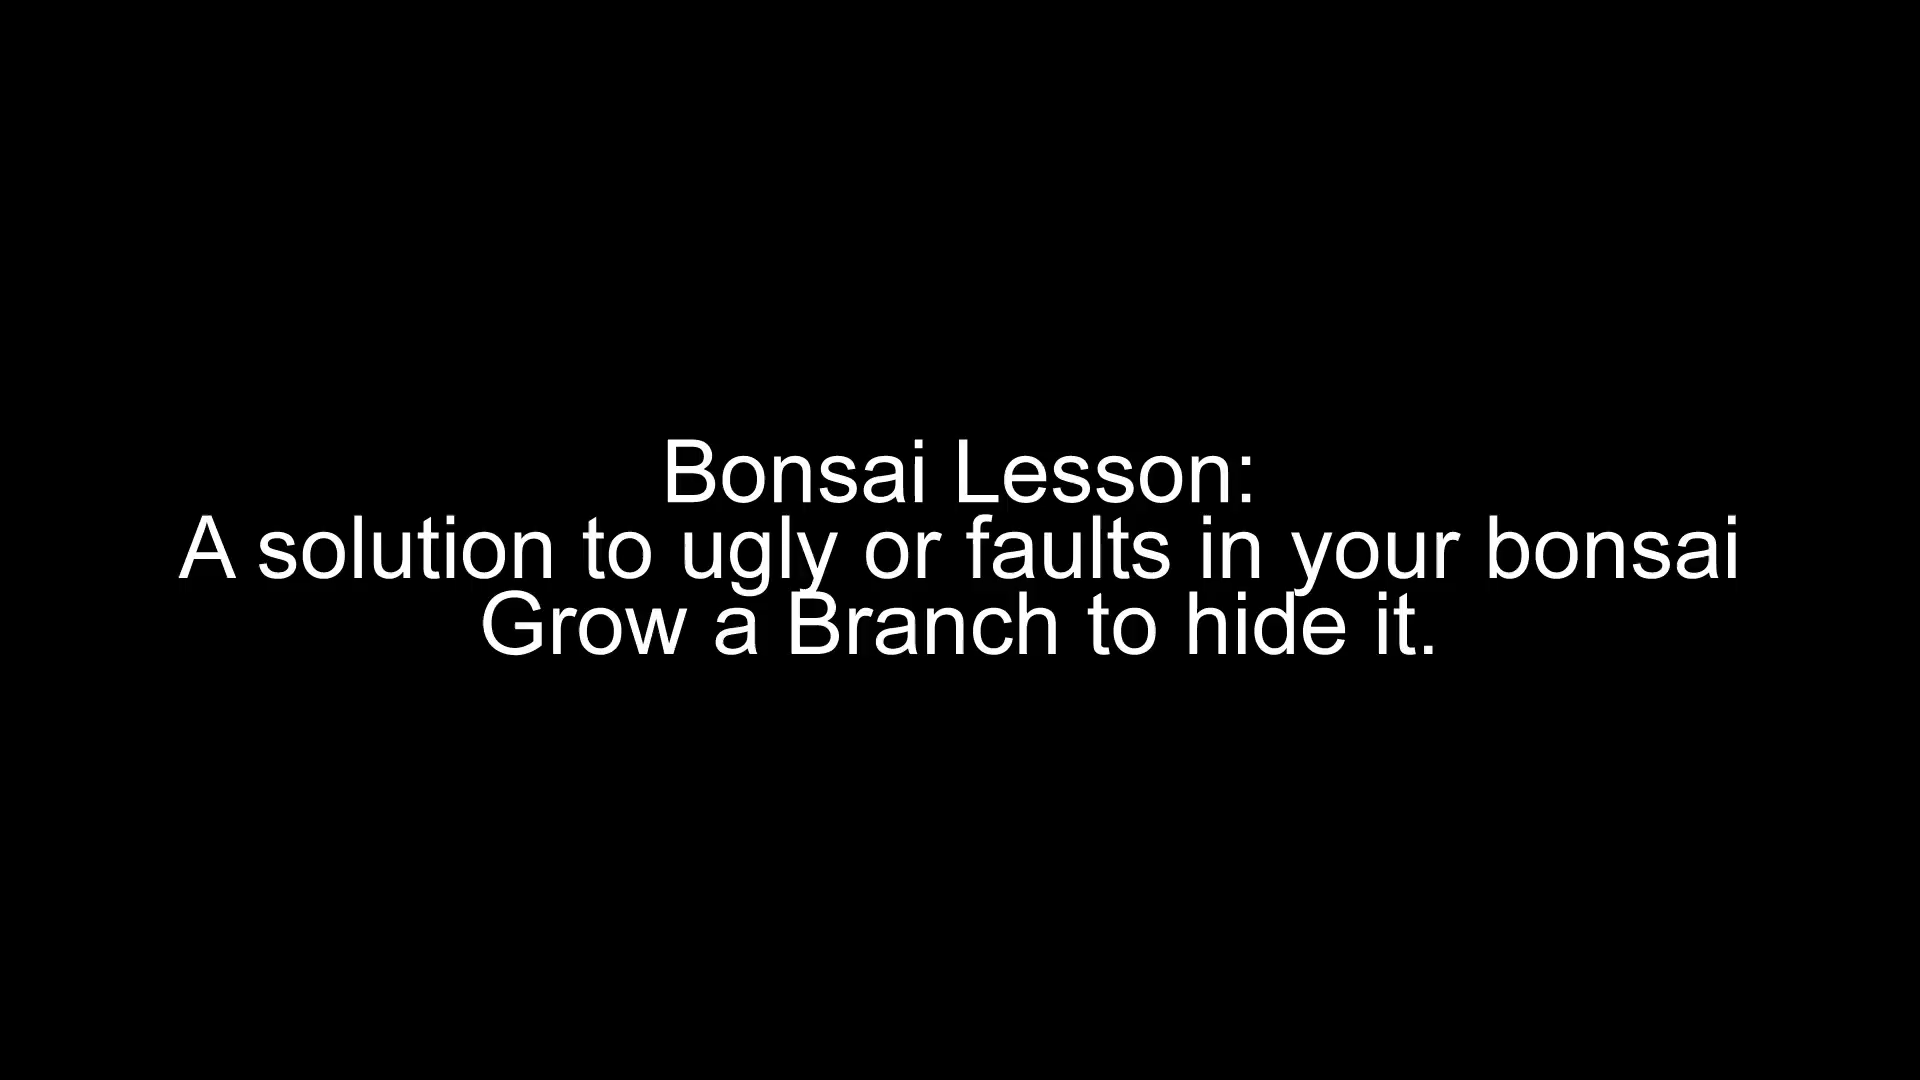 Bonsai Lesson:
A solution to ugly or faults in your bonsai
Grow a Branch to hide it.